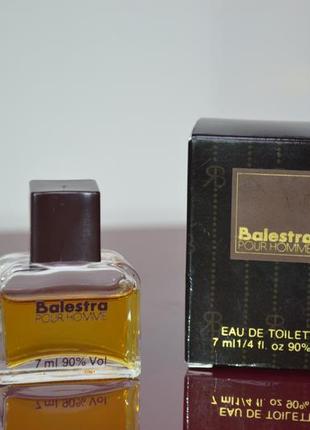 Balestra
POUR HOMME
7 ml 90% Vol
Balestra
POUR HOMME
EAU DE TOILETT
7 ml 1/4 fl. oz 90%